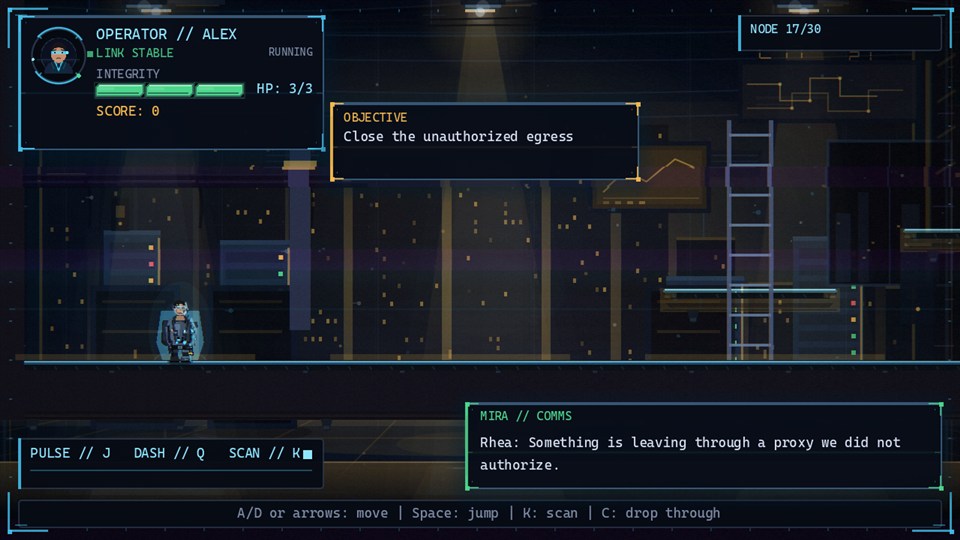 OPERATOR // ALEX
LINK STABLE
RUNNING
INTEGRITY
HP: 3/3
SCORE: 0
NODE 17/30
OBJECTIVE
Close the unauthorized egress
MIRA // COMMS
Rhea: Something is leaving through a proxy we did not
authorize.
PULSE // J DASH // Q SCAN // K
A/D or arrows: move | Space: jump | K: scan | C: drop through